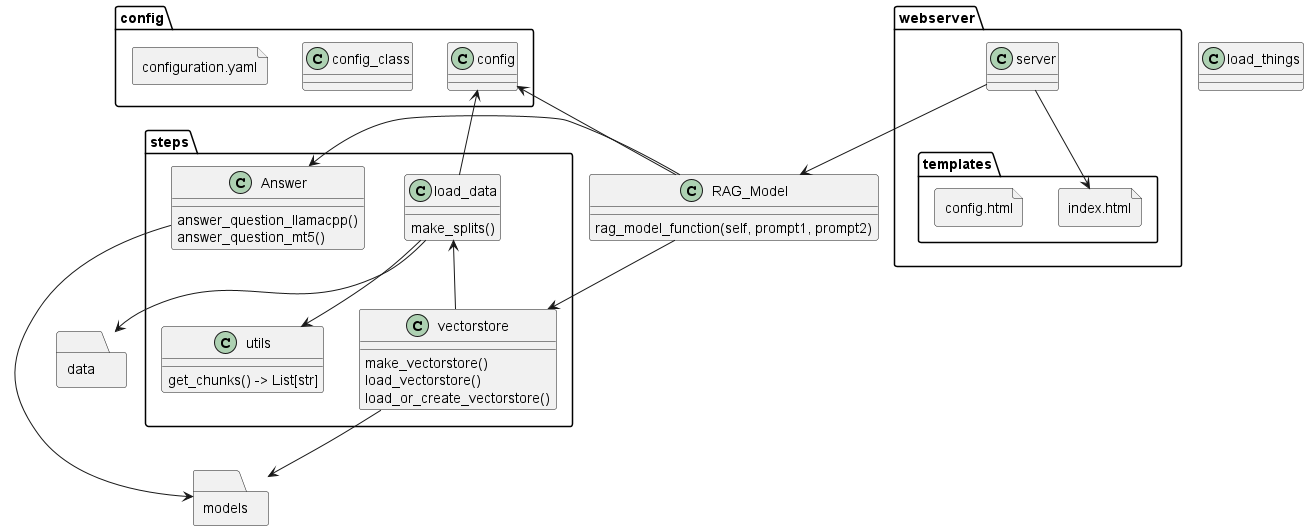 config
configuration.yaml
C config_class
C config
webserver
C server
templates
config.html
index.html
C load_things
steps
C Answer
answer_question_llamacpp()
answer_question_mt5()
C load_data
make_splits()
C RAG_Model
rag_model_function(self, prompt1, prompt2)
data
C utils
get_chunks() -> List[str]
C vectorstore
make_vectorstore()
load_vectorstore()
load_or_create_vectorstore()
models